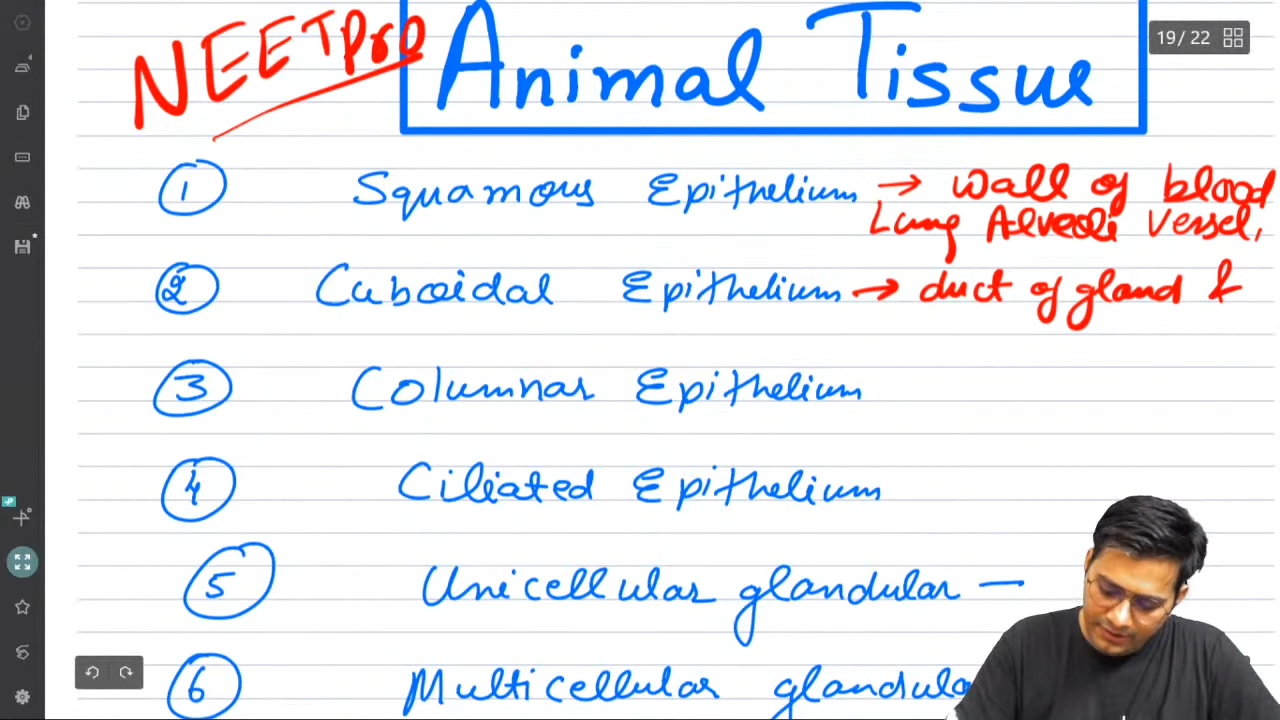 NEETPro
Animal Tissue
19/ 22
1 Squamous Epithelium → Wall of blood
Lung Alveoli Vessel,
2 Cuboidal Epithelium → duct of gland &
3 Columnar Epithelium
4 Ciliated Epithelium
5 Unicellular glandular —
6 Multicellular glandula